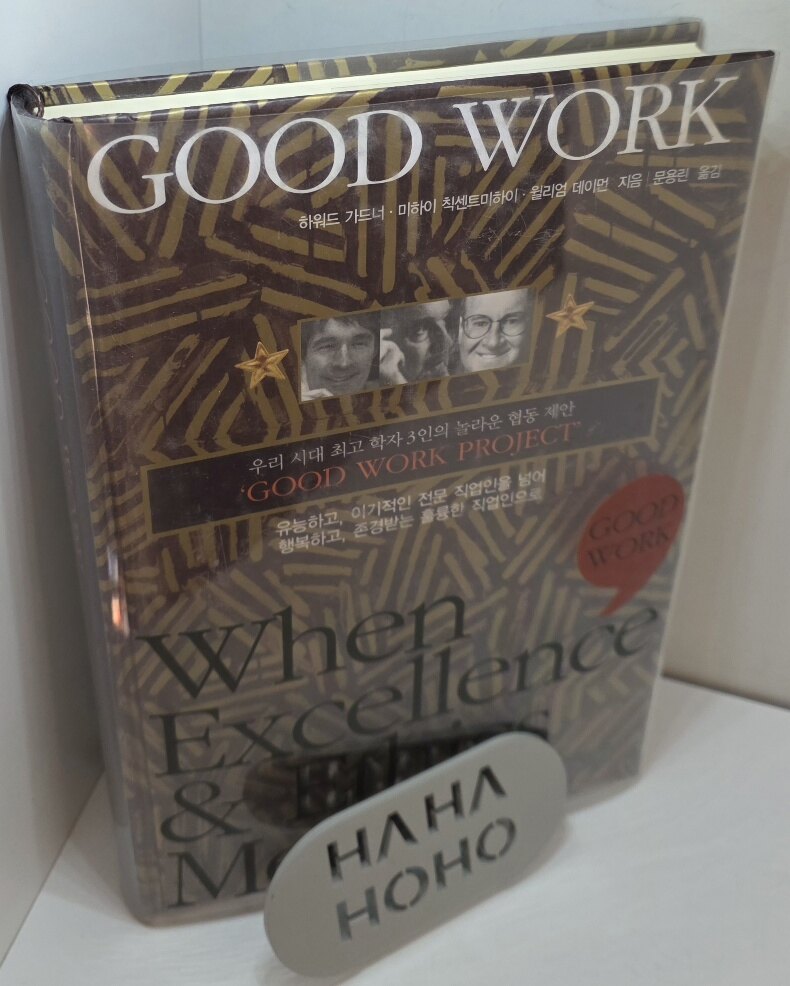 GOOD WORK
하워드 가드너 · 미하이 칙센트미하이 · 윌리엄 데이먼 지음 문용린 옮김
우리 시대 최고 학자 3인의 놀라운 협동 제안
'GOOD WORK PROJECT"
유능하고, 이기적인 전문 직업인을 넘어
행복하고, 존경받는 훌륭한 직업인으로
GOOD
WORK
When
Excellence
& Ethics
HAHA
HOHO